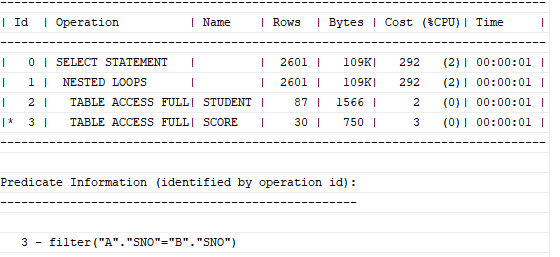 --------------------------------------------------------------------------------
| Id  | Operation          | Name    | Rows  | Bytes | Cost (%CPU)| Time     |
--------------------------------------------------------------------------------
|   0 | SELECT STATEMENT   |         |  2601 |   109K|   292   (2)| 00:00:01 |
|   1 |  NESTED LOOPS      |         |  2601 |   109K|   292   (2)| 00:00:01 |
|   2 |   TABLE ACCESS FULL| STUDENT |    87 |  1566 |     2   (0)| 00:00:01 |
|*  3 |   TABLE ACCESS FULL| SCORE   |    30 |   750 |     3   (0)| 00:00:01 |
--------------------------------------------------------------------------------
Predicate Information (identified by operation id):
---------------------------------------------------
   3 - filter("A"."SNO"="B"."SNO")